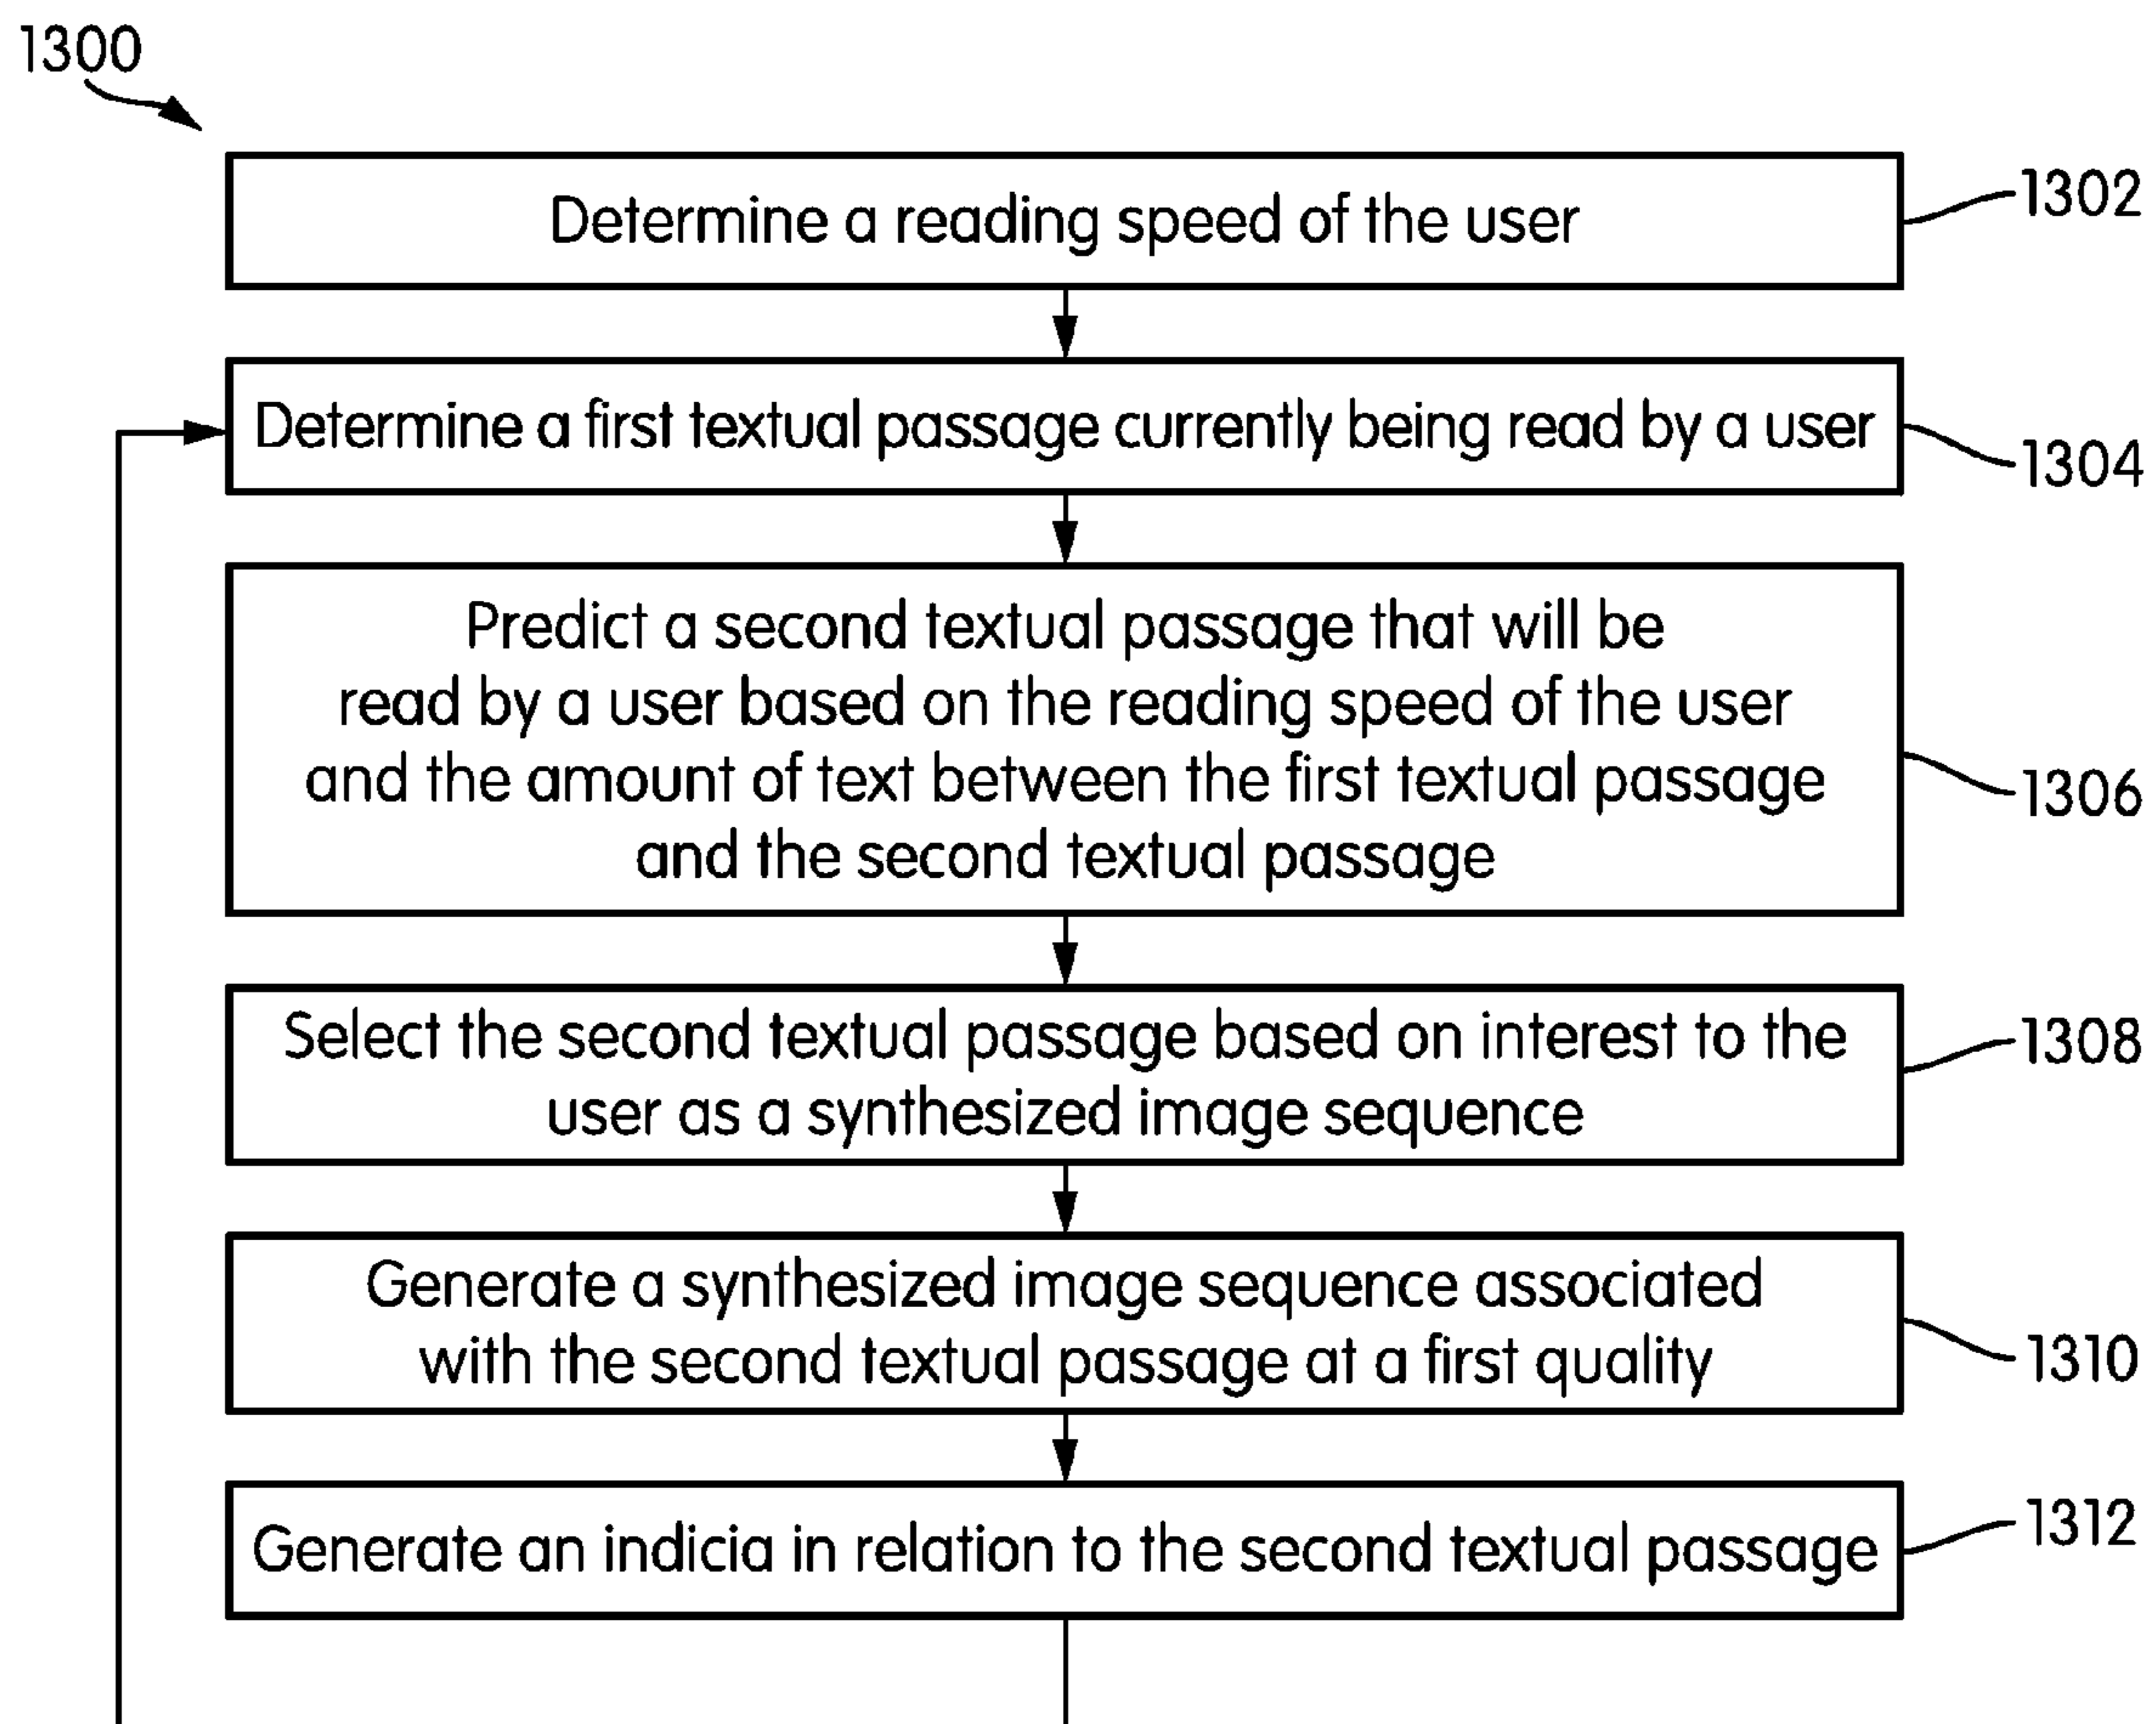 1300
Determine a reading speed of the user
1302
Determine a first textual passage currently being read by a user
1304
Predict a second textual passage that will be
read by a user based on the reading speed of the user
and the amount of text between the first textual passage
and the second textual passage
1306
Select the second textual passage based on interest to the
user as a synthesized image sequence
1308
Generate a synthesized image sequence associated
with the second textual passage at a first quality
1310
Generate an indicia in relation to the second textual passage
1312